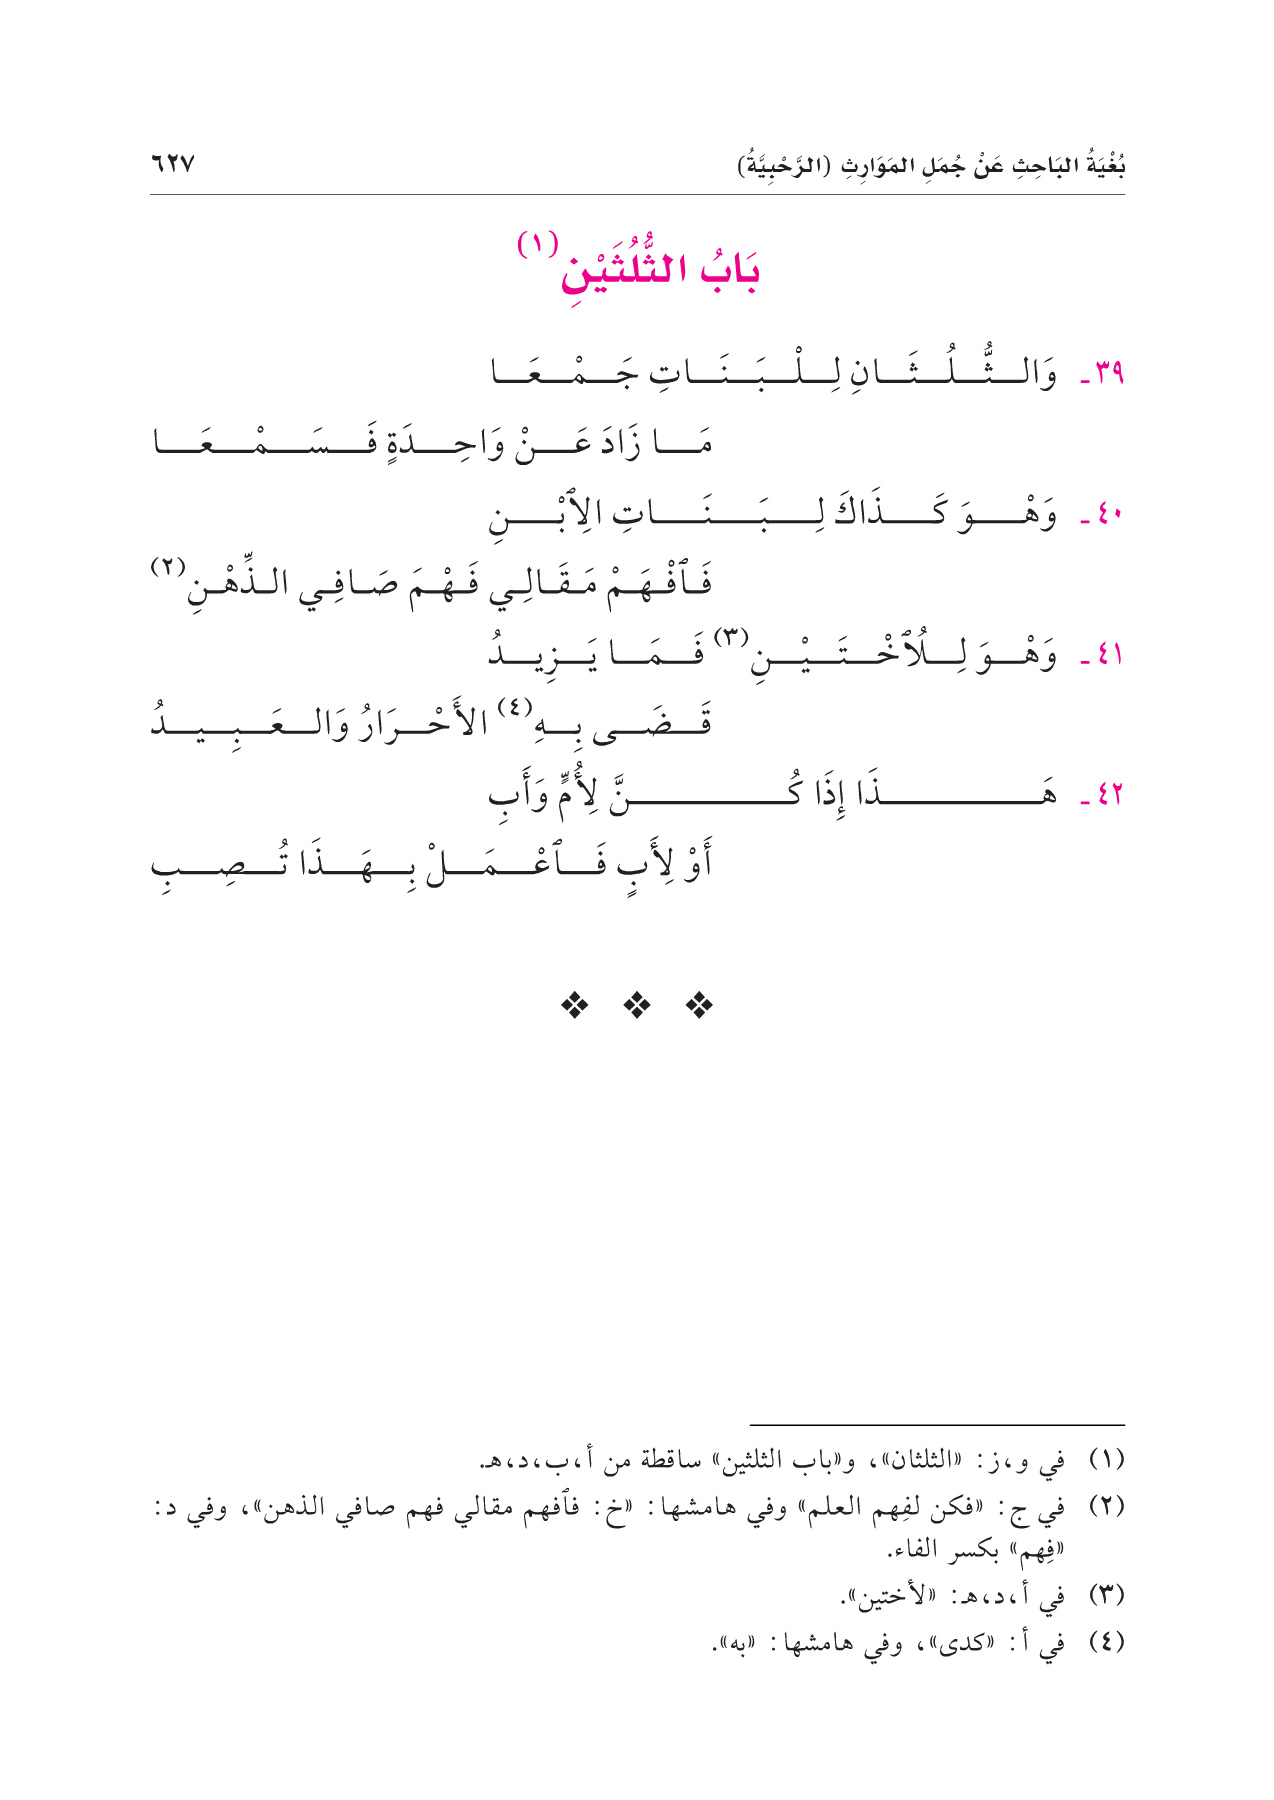 بُغْيَةُ البَاحِثِ عَنْ جُمَلِ المَوَارِثِ (الرَّحْبِيَّةُ) ٦٢٧
بَابُ الثُّلُثَيْنِ(١)
٣٩ـ وَالثُّلُثَانِ لِلْبَنَاتِ جَمْعَا
مَا زَادَ عَنْ وَاحِدَةٍ فَسَمْعَا
٤٠ـ وَهْوَ كَذَاكَ لِبَنَاتِ الِٱبْنِ
فَٱفْهَمْ مَقَالِي فَهْمَ صَافِي الذِّهْنِ(٢)
٤١ـ وَهْوَ لِلُٱخْتَيْنِ(٣) فَمَا يَزِيدُ
قَضَى بِهِ(٤) الأَحْرَارُ وَالعَبِيدُ
٤٢ـ هَذَا إِذَا كُنَّ لِأُمٍّ وَأَبِ
أَوْ لِأَبٍ فَٱعْمَلْ بِهَذَا تُصِبِ
(١) في و،ز: «الثلثان»، و«باب الثلثين» ساقطة من أ،ب،د،هـ.
(٢) في ج: «فكن لفِهم العلم» وفي هامشها: «خ: فٱفهم مقالي فهم صافي الذهن»، وفي د:
«فِهم» بكسر الفاء.
(٣) في أ،د،هـ: «لأختين».
(٤) في أ: «كدى»، وفي هامشها: «به».